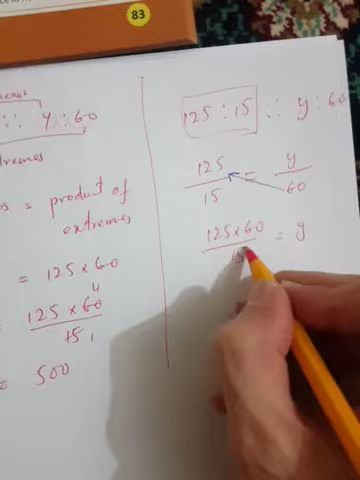 83
∷ y : 60
= product of
extremes
= 125 × 60
125 × 60 4
15 1
= 500
125 : 15 ∷ y : 60
125/15 = y/60
125 × 60/15 = y